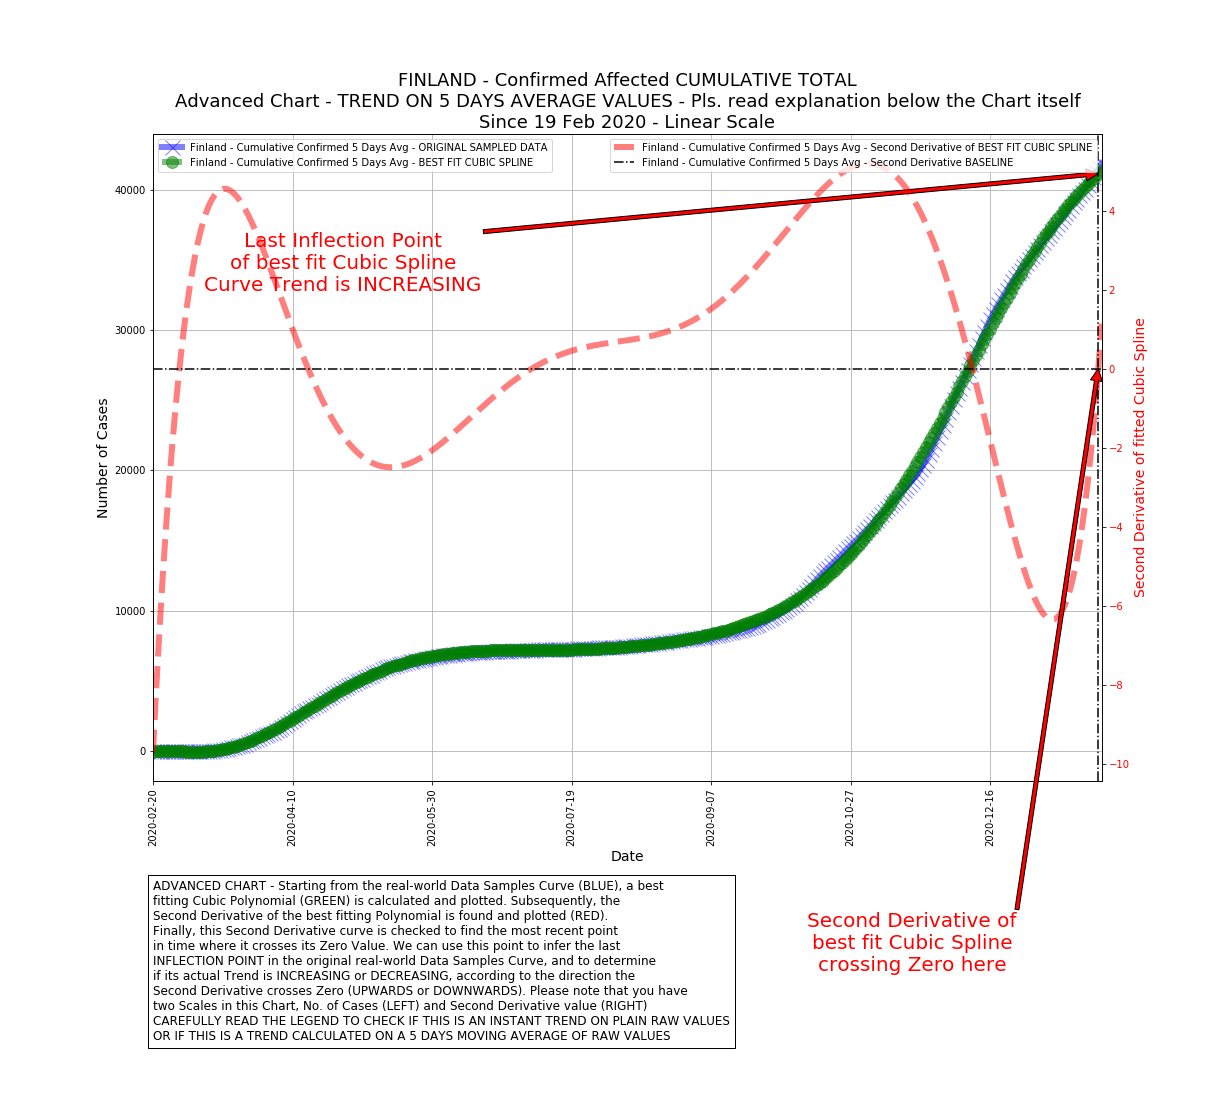 FINLAND - Confirmed Affected CUMULATIVE TOTAL
Advanced Chart - TREND ON 5 DAYS AVERAGE VALUES - Pls. read explanation below the Chart itself
Since 19 Feb 2020 - Linear Scale
Finland - Cumulative Confirmed 5 Days Avg - ORIGINAL SAMPLED DATA
Finland - Cumulative Confirmed 5 Days Avg - BEST FIT CUBIC SPLINE
Finland - Cumulative Confirmed 5 Days Avg - Second Derivative of BEST FIT CUBIC SPLINE
Finland - Cumulative Confirmed 5 Days Avg - Second Derivative BASELINE
Last Inflection Point
of best fit Cubic Spline
Curve Trend is INCREASING
Number of Cases
40000
30000
20000
10000
0
4
2
0
−2
−4
−6
−8
−10
Second Derivative of fitted Cubic Spline
2020-02-20
2020-04-10
2020-05-30
2020-07-19
2020-09-07
2020-10-27
2020-12-16
Date
ADVANCED CHART - Starting from the real-world Data Samples Curve (BLUE), a best
fitting Cubic Polynomial (GREEN) is calculated and plotted. Subsequently, the
Second Derivative of the best fitting Polynomial is found and plotted (RED).
Finally, this Second Derivative curve is checked to find the most recent point
in time where it crosses its Zero Value. We can use this point to infer the last
INFLECTION POINT in the original real-world Data Samples Curve, and to determine
if its actual Trend is INCREASING or DECREASING, according to the direction the
Second Derivative crosses Zero (UPWARDS or DOWNWARDS). Please note that you have
two Scales in this Chart, No. of Cases (LEFT) and Second Derivative value (RIGHT)
CAREFULLY READ THE LEGEND TO CHECK IF THIS IS AN INSTANT TREND ON PLAIN RAW VALUES
OR IF THIS IS A TREND CALCULATED ON A 5 DAYS MOVING AVERAGE OF RAW VALUES
Second Derivative of
best fit Cubic Spline
crossing Zero here